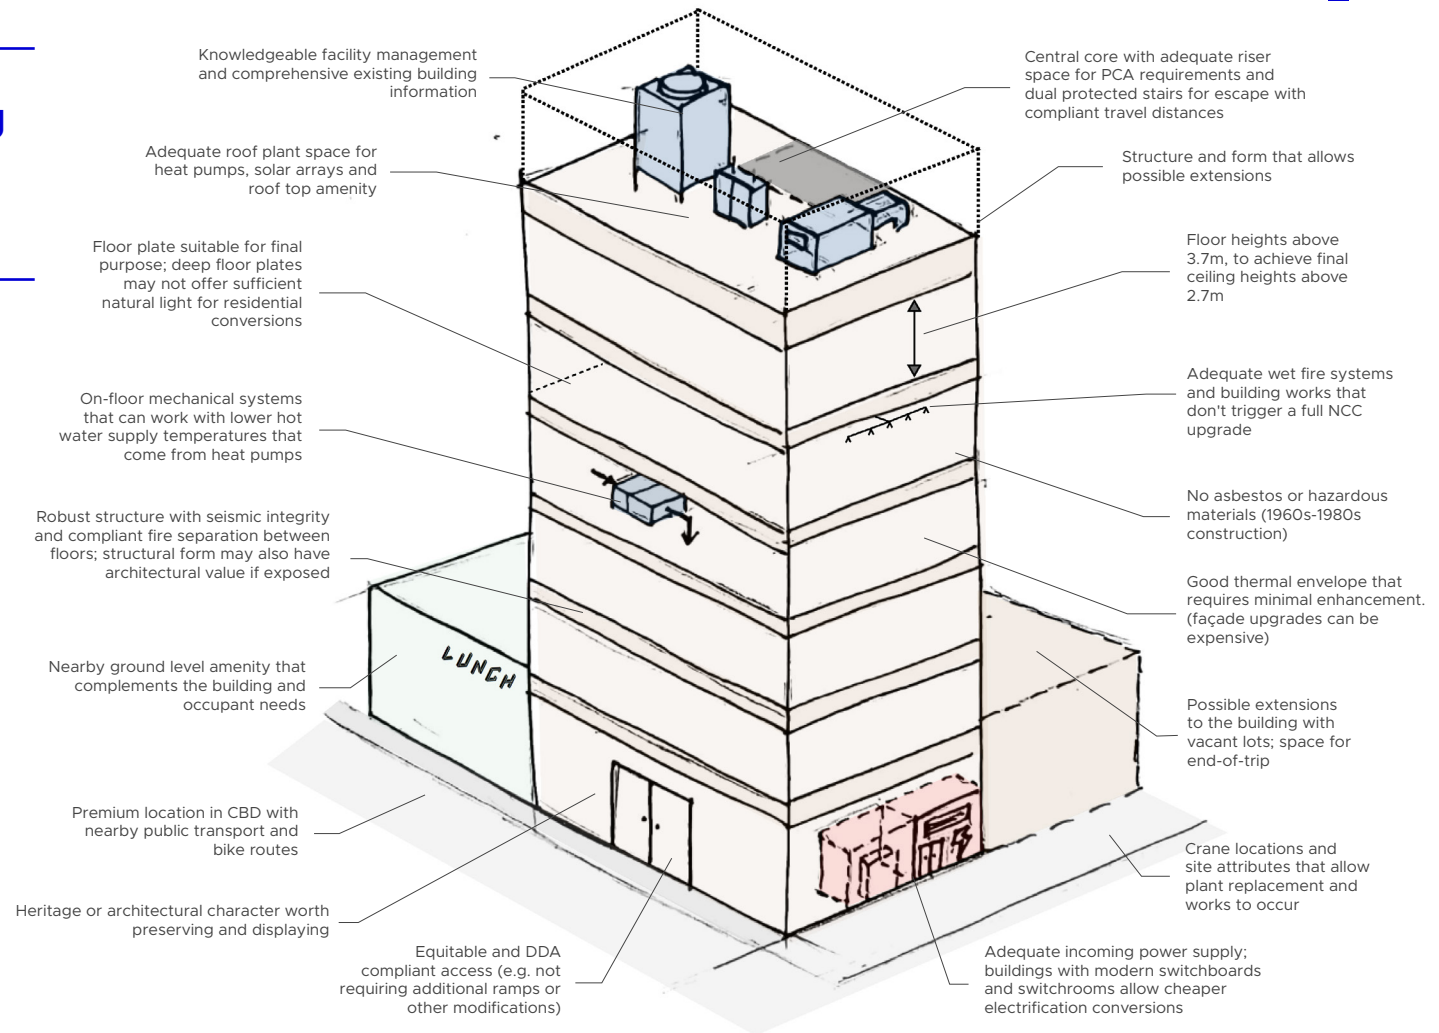 Knowledgeable facility management
and comprehensive existing building
information
Adequate roof plant space for
heat pumps, solar arrays and
roof top amenity
Floor plate suitable for final
purpose; deep floor plates
may not offer sufficient
natural light for residential
conversions
On-floor mechanical systems
that can work with lower hot
water supply temperatures that
come from heat pumps
Robust structure with seismic integrity
and compliant fire separation between
floors; structural form may also have
architectural value if exposed
Nearby ground level amenity that
complements the building and
occupant needs
Premium location in CBD with
nearby public transport and
bike routes
Heritage or architectural character worth
preserving and displaying
Equitable and DDA
compliant access (e.g. not
requiring additional ramps or
other modifications)
LUNCH
Central core with adequate riser
space for PCA requirements and
dual protected stairs for escape with
compliant travel distances
Structure and form that allows
possible extensions
Floor heights above
3.7m, to achieve final
ceiling heights above
2.7m
Adequate wet fire systems
and building works that
don't trigger a full NCC
upgrade
No asbestos or hazardous
materials (1960s-1980s
construction)
Good thermal envelope that
requires minimal enhancement.
(façade upgrades can be
expensive)
Possible extensions
to the building with
vacant lots; space for
end-of-trip
Crane locations and
site attributes that allow
plant replacement and
works to occur
Adequate incoming power supply;
buildings with modern switchboards
and switchrooms allow cheaper
electrification conversions